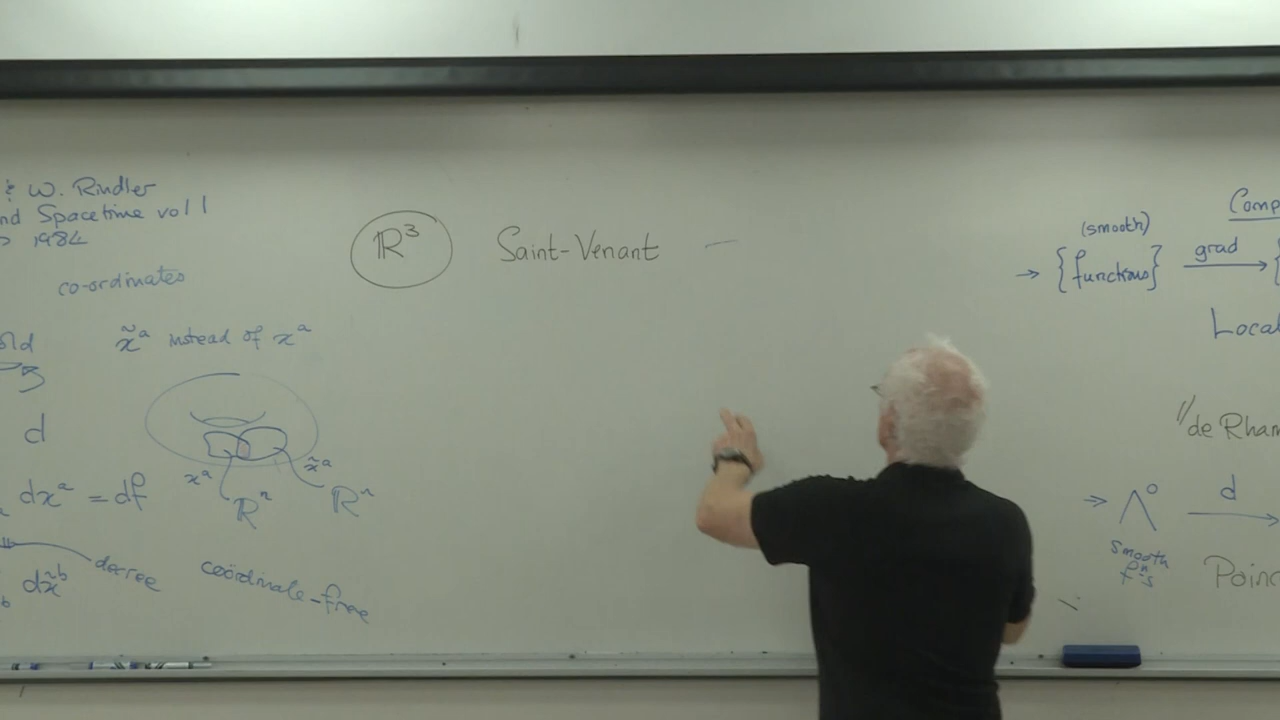 & W. Rindler
nd Spacetime vol 1
1984
co-ordinates
old
x̃ᵃ instead of xᵃ
d
xᵃ
x̃ᵃ
ℝⁿ
ℝⁿ
dxᵃ = df
degree
dx̃ᵇ
coördinate-free
ℝ³
Saint-Venant —
Comp
(smooth)
→ {functions} grad →{
Local
"de Rham
→ Λ⁰ d →
smooth
fⁿs
Poinc